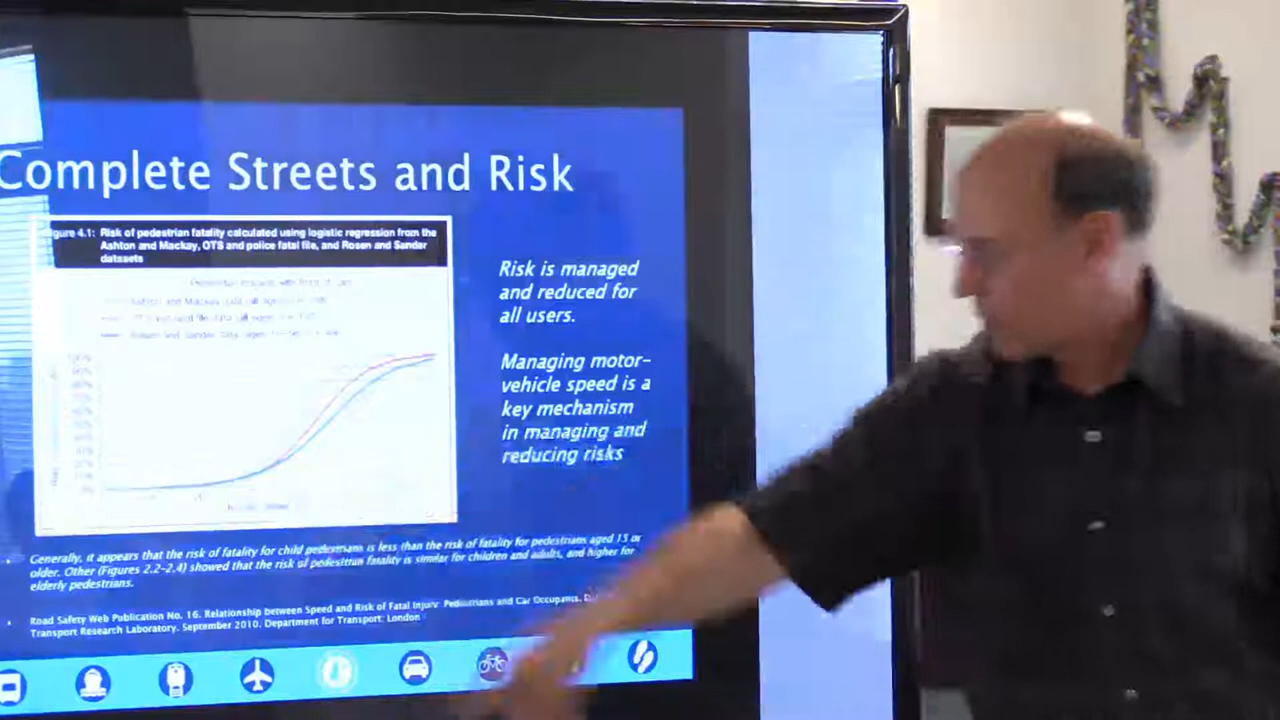 Complete Streets and Risk
gure 4.1: Risk of pedestrian fatality calculated using logistic regression from the
Ashton and Mackay, OTS and police fatal file, and Rosen and Sander
datasets
Risk is managed
and reduced for
all users.
Managing motor-
vehicle speed is a
key mechanism
in managing and
reducing risks
Generally, it appears that the risk of fatality for child pedestrians is less than the risk of fatality for pedestrians aged 15 or
older. Other (Figures 2.2-2.4) showed that the risk of pedestrian fatality is similar for children and adults, and higher for
elderly pedestrians.
Road Safety Web Publication No. 16. Relationship between Speed and Risk of Fatal Injury: Pedestrians and Car Occupants.
Transport Research Laboratory. September 2010. Department for Transport: London